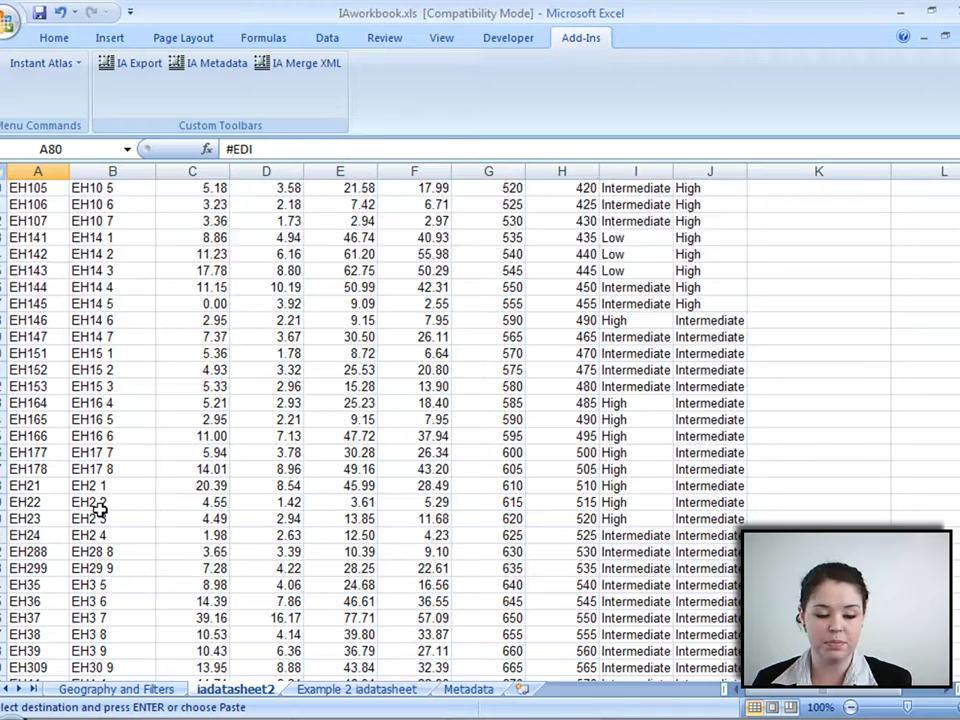 IAworkbook.xls [Compatibility Mode] - Microsoft Excel
Home Insert Page Layout Formulas Data Review View Developer Add-Ins
Instant Atlas IA Export IA Metadata IA Merge XML
Menu Commands Custom Toolbars
A80 fx #EDI
A B C D E F G H I J K L
EH105 EH10 5 5.18 3.58 21.58 17.99 520 420 Intermediate High
EH106 EH10 6 3.23 2.18 7.42 6.71 525 425 Intermediate High
EH107 EH10 7 3.36 1.73 2.94 2.97 530 430 Intermediate High
EH141 EH14 1 8.86 4.94 46.74 40.93 535 435 Low High
EH142 EH14 2 11.23 6.16 61.20 55.98 540 440 Low High
EH143 EH14 3 17.78 8.80 62.75 50.29 545 445 Low High
EH144 EH14 4 11.15 10.19 50.99 42.31 550 450 Intermediate High
EH145 EH14 5 0.00 3.92 9.09 2.55 555 455 Intermediate High
EH146 EH14 6 2.95 2.21 9.15 7.95 590 490 High Intermediate
EH147 EH14 7 7.37 3.67 30.50 26.11 565 465 Intermediate Intermediate
EH151 EH15 1 5.36 1.78 8.72 6.64 570 470 Intermediate Intermediate
EH152 EH15 2 4.93 3.32 25.53 20.80 575 475 Intermediate Intermediate
EH153 EH15 3 5.33 2.96 15.28 13.90 580 480 Intermediate Intermediate
EH164 EH16 4 5.21 2.93 25.23 18.40 585 485 High Intermediate
EH165 EH16 5 2.95 2.21 9.15 7.95 590 490 High Intermediate
EH166 EH16 6 11.00 7.13 47.72 37.94 595 495 High Intermediate
EH177 EH17 7 5.94 3.78 30.28 26.34 600 500 High Intermediate
EH178 EH17 8 14.01 8.96 49.16 43.20 605 505 High Intermediate
EH21 EH2 1 20.39 8.54 45.99 28.49 610 510 High Intermediate
EH22 EH2 2 4.55 1.42 3.61 5.29 615 515 High Intermediate
EH23 EH2 3 4.49 2.94 13.85 11.68 620 520 High Intermediate
EH24 EH2 4 1.98 2.63 12.50 4.23 625 525 Intermediate Intermediate
EH288 EH28 8 3.65 3.39 10.39 9.10 630 530 Intermediate
EH299 EH29 9 7.28 4.22 28.25 22.61 635 535 Intermediate Intermediate
EH35 EH3 5 8.98 4.06 24.68 16.56 640 540 Intermediate Intermediate
EH36 EH3 6 14.39 7.86 46.61 36.55 645 545 Intermediate Intermediate
EH37 EH3 7 39.16 16.17 77.71 57.09 650 550 Intermediate Intermediate
EH38 EH3 8 10.53 4.14 39.80 33.87 655 555 Intermediate Intermediate
EH39 EH3 9 10.43 6.38 36.79 27.11 660 560 Intermediate Intermediate
EH309 EH30 9 13.95 8.88 43.84 32.39 665 565 Intermediate Intermediate
Geography and Filters iadatasheet2 Example 2 iadatasheet Metadata
lect destination and press ENTER or choose Paste 100%